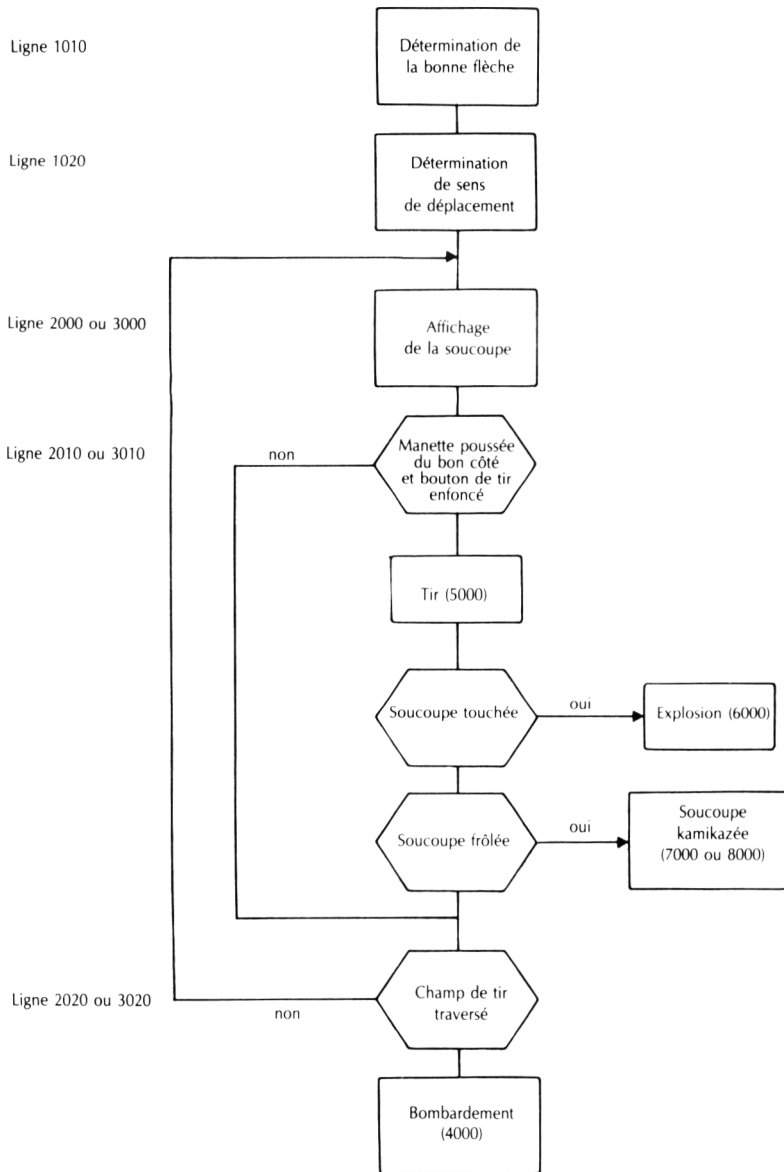 Ligne 1010
Détermination de
la bonne flèche
Ligne 1020
Détermination
de sens
de déplacement
Ligne 2000 ou 3000
Affichage
de la soucoupe
Ligne 2010 ou 3010
non
Manette poussée
du bon côté
et bouton de tir
enfoncé
Tir (5000)
Soucoupe touchée
oui
Explosion (6000)
Soucoupe frôlée
oui
Soucoupe
kamikazée
(7000 ou 8000)
Ligne 2020 ou 3020
non
Champ de tir
traversé
Bombardement
(4000)